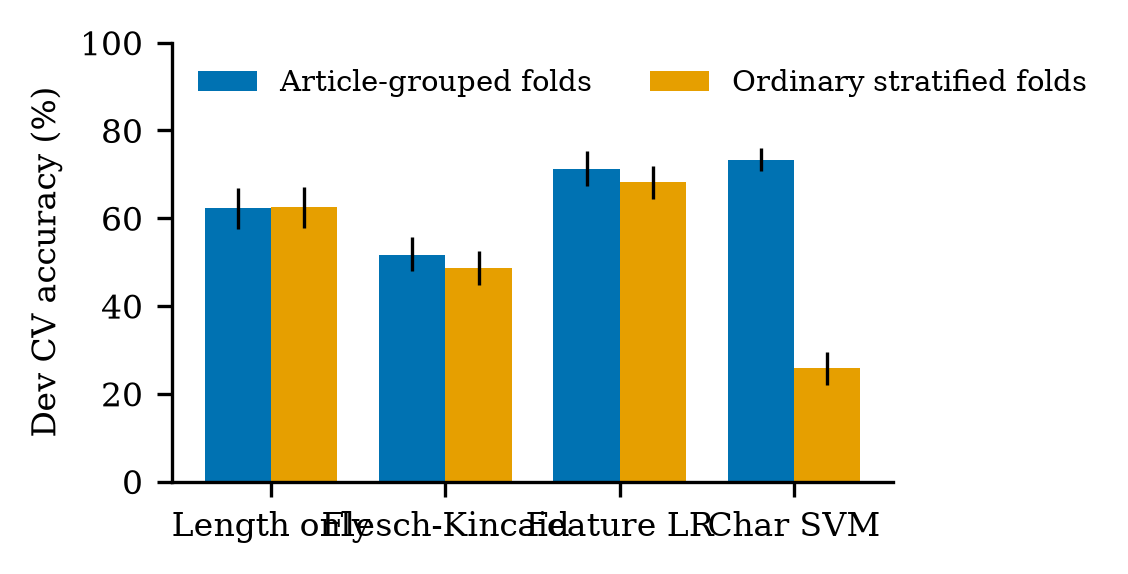 Dev CV accuracy (%)
100
80
60
40
20
0
Article-grouped folds
Ordinary stratified folds
Length only
Flesch-Kincaid
Feature LR
Char SVM